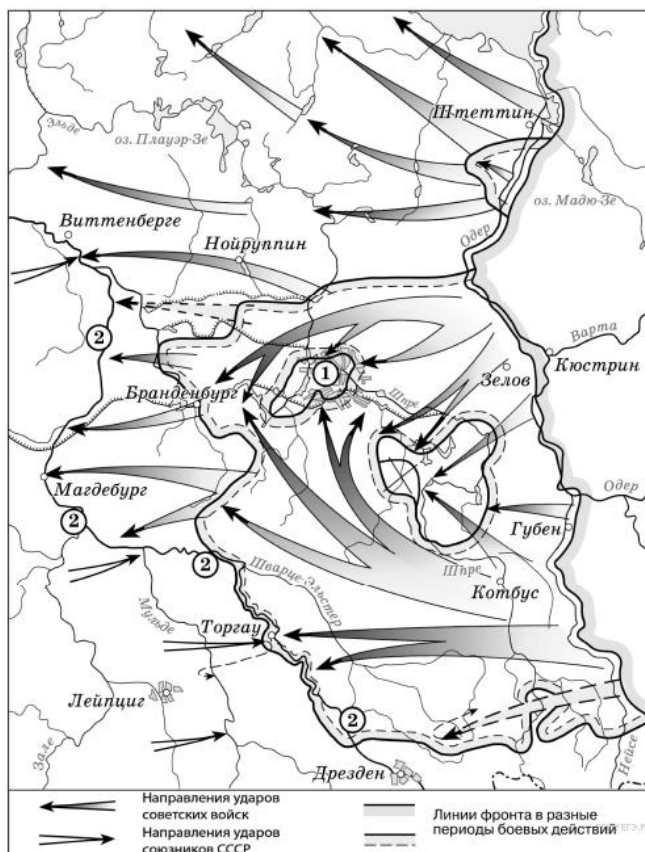 Штеттин
Эльде
оз. Плауэр-Зе
оз. Мадю-Зе
Виттенберге
Нойруппин
Одер
2
Варта
Кюстрин
1
Зелов
Бранденбург
Шпре
Магдебург
Одер
2
Губен
2
Шпре
Шварце-Эльстер
Котбус
Мульде
Торгау
Лейпциг
2
Зале
Дрезден
Нейсе
Направления ударов
советских войск
Направления ударов
союзников СССР
Линии фронта в разные
периоды боевых действий